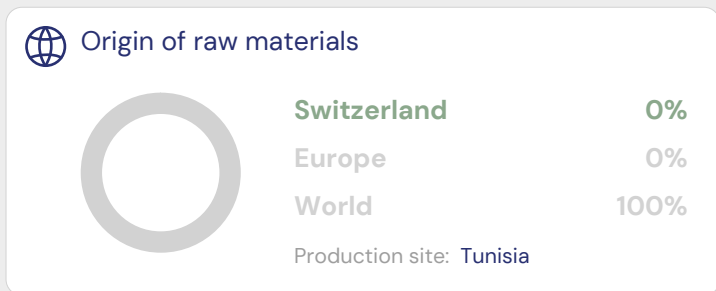 Origin of raw materials
Switzerland 0%
Europe 0%
World 100%
Production site: Tunisia